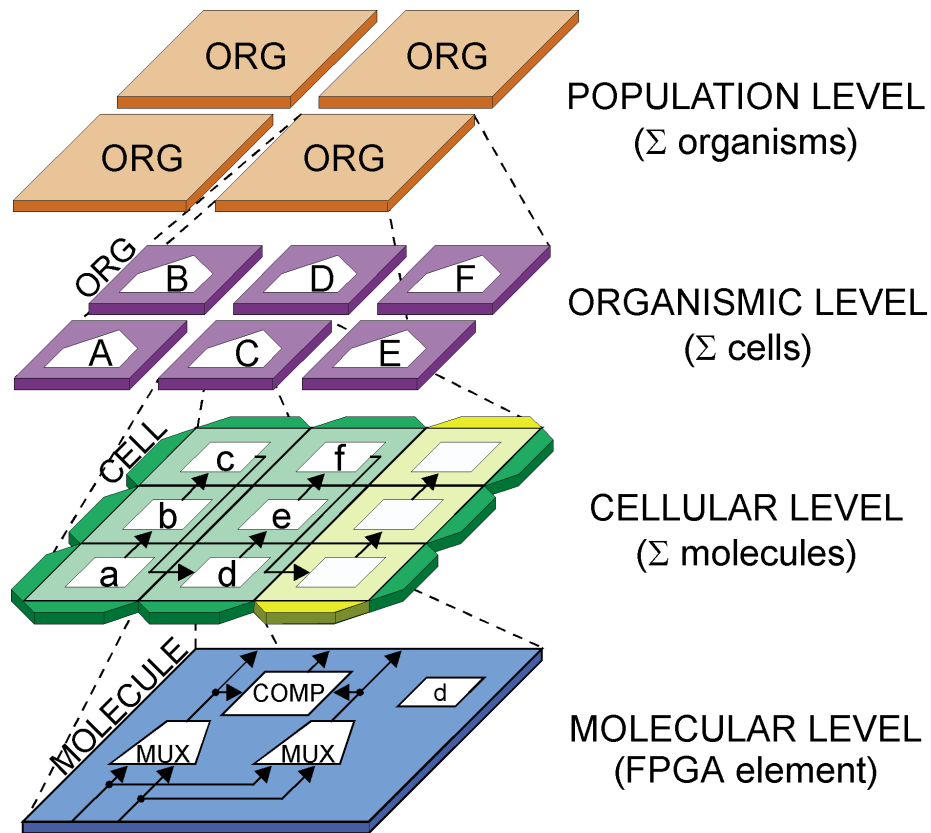 ORG
ORG
POPULATION LEVEL
(Σ organisms)
ORG
ORG
ORG
B
D
F
ORGANISMIC LEVEL
(Σ cells)
A
C
E
CELL
c
f
b
e
CELLULAR LEVEL
(Σ molecules)
a
d
MOLECULE
COMP
d
MUX
MUX
MOLECULAR LEVEL
(FPGA element)